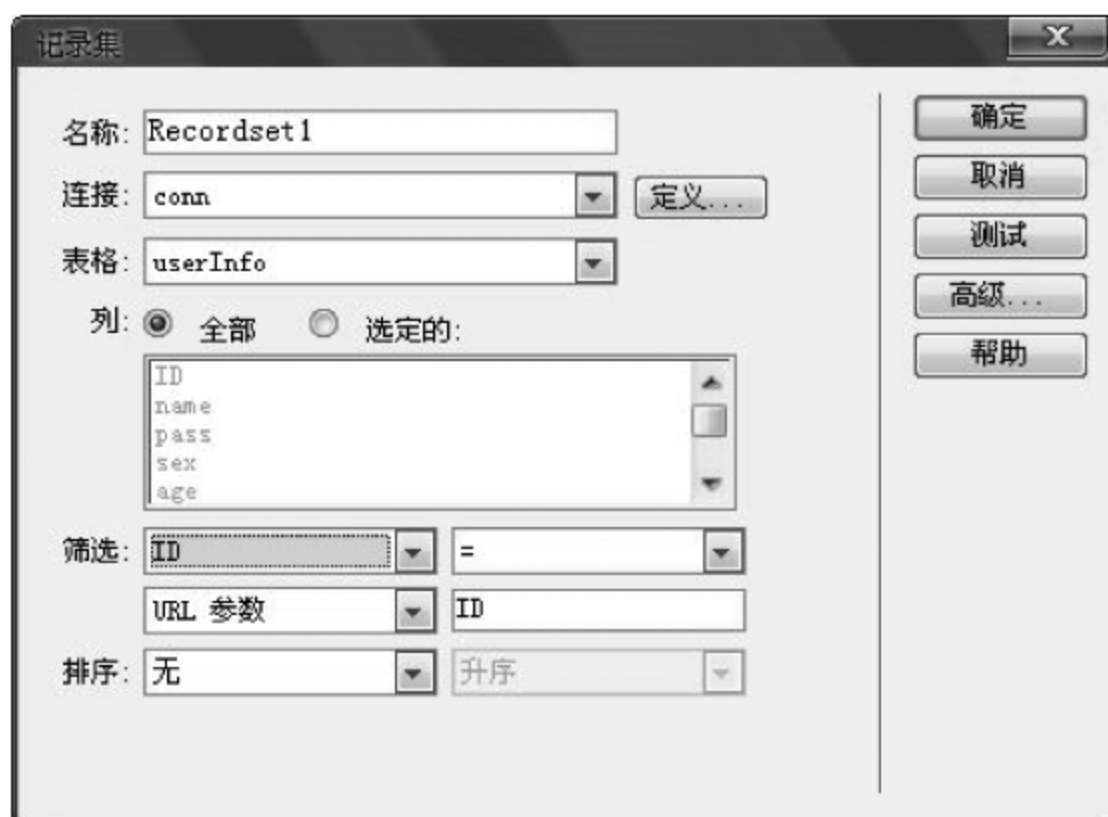 记录集
名称: Recordset1
确定
连接: conn 定义...
取消
表格: userInfo
测试
列: 全部 选定的:
高级...
ID
帮助
name
pass
sex
age
筛选: ID =
URL 参数 ID
排序: 无 升序